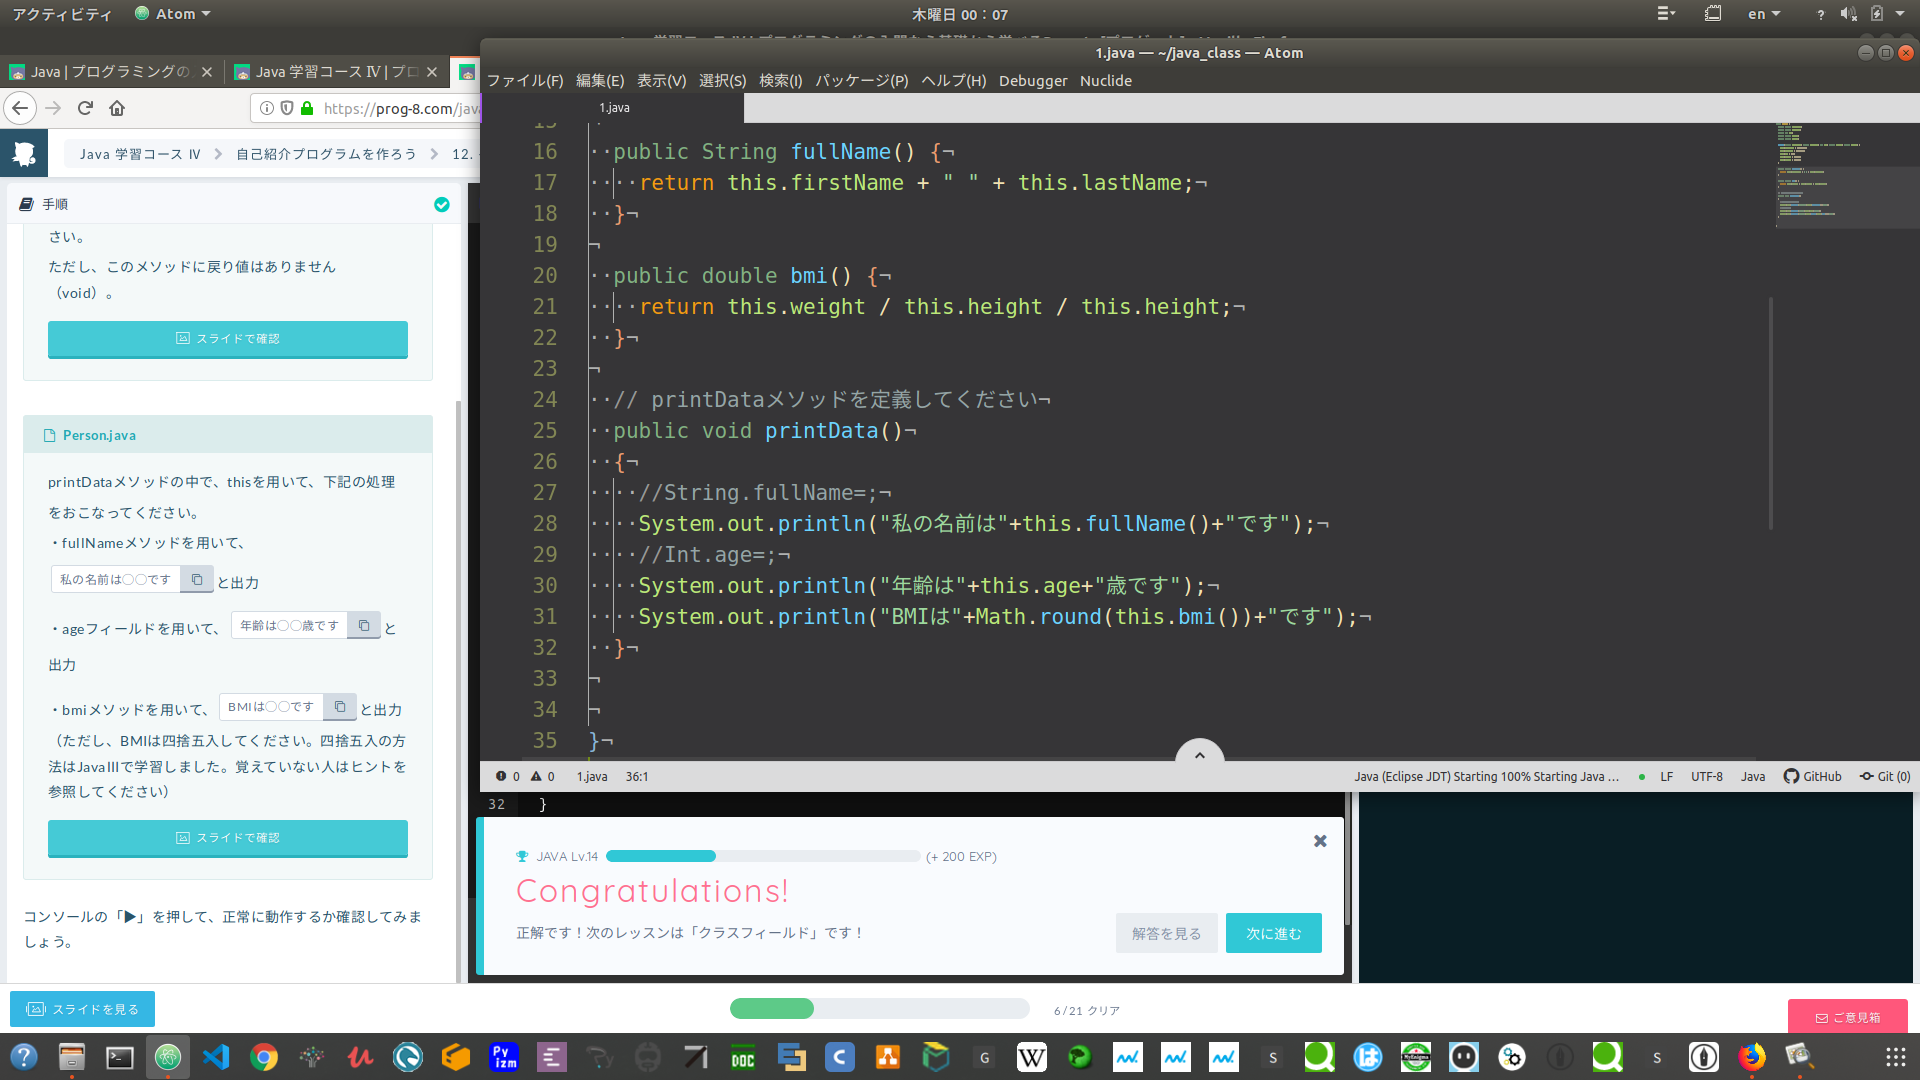 アクティビティ
Atom
木曜日 00：07
en
1.java — ~/java_class — Atom
Java | プログラミングの
Java 学習コース Ⅳ | プロ
ファイル(F) 編集(E) 表示(V) 選択(S) 検索(I) パッケージ(P) ヘルプ(H) Debugger Nuclide
https://prog-8.com/java
1.java
Java 学習コース Ⅳ
自己紹介プログラムを作ろう
12.
手順
さい。
ただし、このメソッドに戻り値はありません
（void）。
スライドで確認
Person.java
printDataメソッドの中で、thisを用いて、下記の処理
をおこなってください。
・fullNameメソッドを用いて、
私の名前は〇〇です と出力
・ageフィールドを用いて、 年齢は〇〇歳です と
出力
・bmiメソッドを用いて、 BMIは〇〇です と出力
（ただし、BMIは四捨五入してください。四捨五入の方
法はJavaⅢで学習しました。覚えていない人はヒントを
参照してください）
スライドで確認
コンソールの「▶」を押して、正常に動作するか確認してみま
しょう。
15
16 ··public String fullName() {¬
17 ····return this.firstName + " " + this.lastName;¬
18 ··}¬
19 ¬
20 ··public double bmi() {¬
21 ····return this.weight / this.height / this.height;¬
22 ··}¬
23 ¬
24 ··// printDataメソッドを定義してください¬
25 ··public void printData()¬
26 ··{¬
27 ····//String.fullName=;¬
28 ····System.out.println("私の名前は"+this.fullName()+"です");¬
29 ····//Int.age=;¬
30 ····System.out.println("年齢は"+this.age+"歳です");¬
31 ····System.out.println("BMIは"+Math.round(this.bmi())+"です");¬
32 ··}¬
33 ¬
34 ¬
35 }¬
0 0 1.java 36:1
Java (Eclipse JDT) Starting 100% Starting Java ... LF UTF-8 Java GitHub Git (0)
32 }
JAVA Lv.14 (+ 200 EXP)
Congratulations!
正解です！次のレッスンは「クラスフィールド」です！
解答を見る
次に進む
スライドを見る
6/21 クリア
ご意見箱
Py
izm
DOC
C
G
W
S
MyEnigma
S